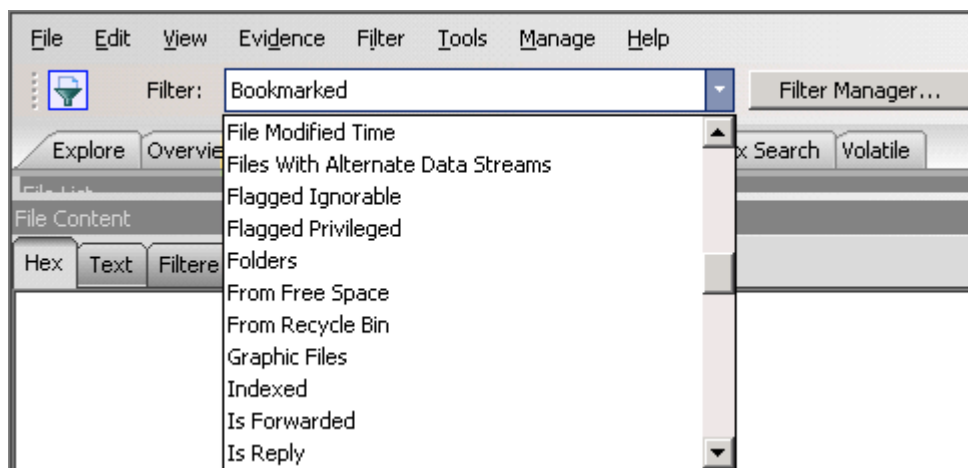 File Edit View Evidence Filter Tools Manage Help
Filter: Bookmarked Filter Manager...
Explore Overvie x Search Volatile
File List
File Content
Hex Text Filtere
File Modified Time
Files With Alternate Data Streams
Flagged Ignorable
Flagged Privileged
Folders
From Free Space
From Recycle Bin
Graphic Files
Indexed
Is Forwarded
Is Reply